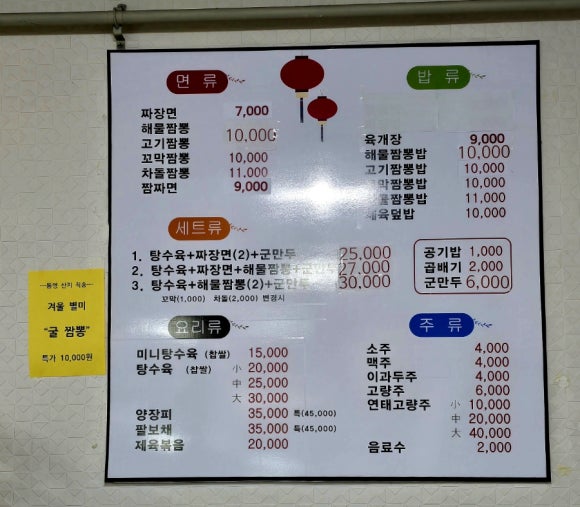 면 류
짜장면 7,000
해물짬뽕 10,000
고기짬뽕
꼬막짬뽕 10,000
차돌짬뽕 11.000
짬짜면 9,000
밥 류
육개장 9,000
해물짬뽕밥 10,000
고기짬뽕밥 10,000
꼬막짬뽕밥 10,000
짬뽕밥 11,000
제육덮밥 10,000
세트류
1. 탕수육+짜장면(2)+군만두 25,000
2. 탕수육+짜장면+해물짬뽕+군만두 27,000
3. 탕수육+해물짬뽕(2)+군만두 30,000
꼬막(1,000) 차돌(2,000) 변경시
공기밥 1,000
곱배기 2,000
군만두 6,000
요리류
미니탕수육 (찹쌀) 15,000
탕수육 (찹쌀) 小 20,000
中 25,000
大 30,000
양장피 35,000 특(45,000)
팔보채 35,000 특(45,000)
제육볶음 20,000
주 류
소주 4,000
맥주 4,000
이과두주 4,000
고량주 6,000
연태고량주 小 10,000
中 20,000
大 40,000
음료수 2,000
---통영 산지 직송---
겨울 별미
“굴 짬뽕”
특가 10,000원